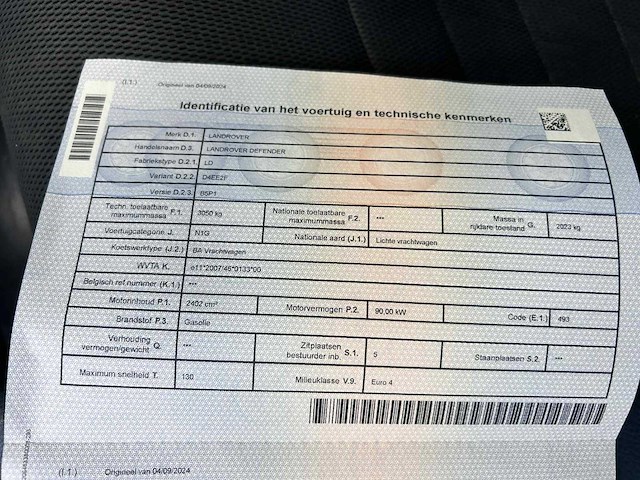 (I.1.) Origineel van 04/09/2024
Identificatie van het voertuig en technische kenmerken
Merk D.1. LANDROVER
Handelsnaam D.3. LANDROVER DEFENDER
Fabriekstype D.2.1. LD
Variant D.2.2. D4EE2F
Versie D.2.3. B5P1
Techn. toelaatbare maximummassa F.1. 3050 kg Nationale toelaatbare maximummassa F.2. *** Massa in rijklare toestand G. 2023 kg
Voertuigcategorie J. N1G Nationale aard (J.1.) Lichte vrachtwagen
Koetswerktype (J.2.) BA Vrachtwagen
WVTA K. e11*2007/46*0133*00
Belgisch ref.nummer (K.1.) ***
Motorinhoud P.1. 2402 cm³ Motorvermogen P.2. 90,00 kW Code (E.1.) 493
Brandstof P.3. Gasolie
Verhouding vermogen/gewicht Q. *** Zitplaatsen bestuurder inb. S.1. 5 Staanplaatsen S.2. ***
Maximum snelheid T. 130 Milieuklasse V.9. Euro 4
(I.1.) Origineel van 04/09/2024